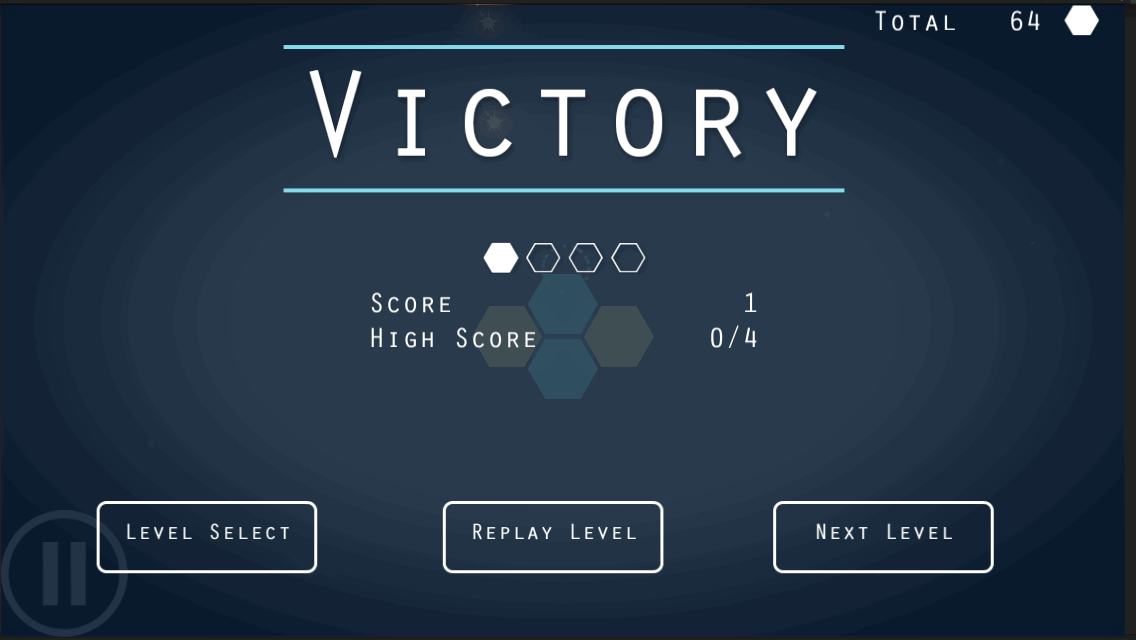 Total 64
Victory
Score 1
High Score 0/4
Level Select
Replay Level
Next Level